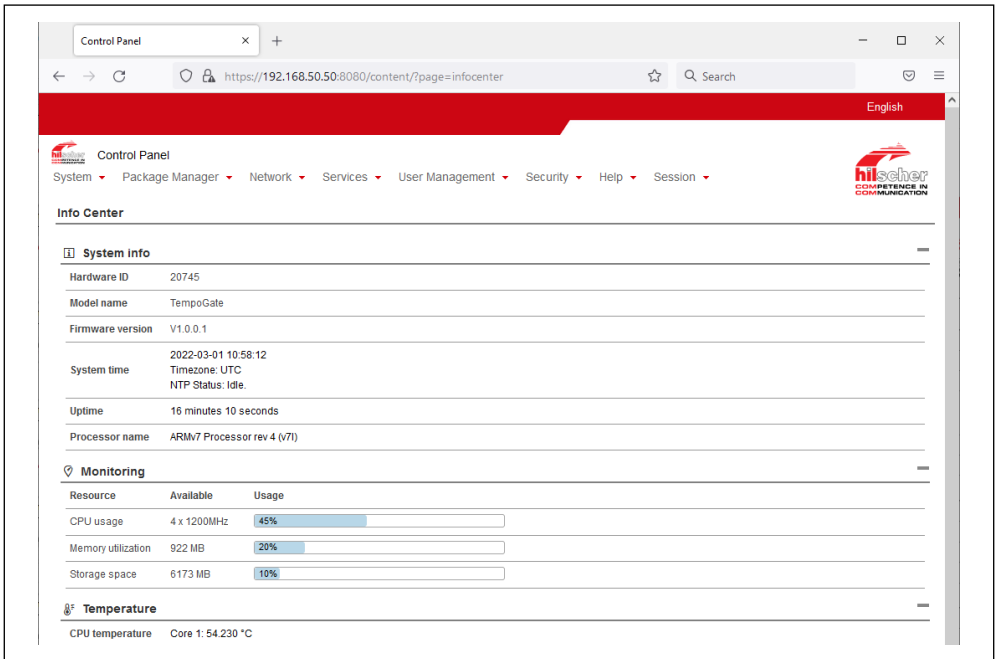 Control Panel
https://192.168.50.50:8080/content/?page=infocenter
Search
English
hilscher
COMPETENCE IN
COMMUNICATION
Control Panel
System Package Manager Network Services User Management Security Help Session
hilscher
COMPETENCE IN
COMMUNICATION
Info Center
System info
Hardware ID 20745
Model name TempoGate
Firmware version V1.0.0.1
System time 2022-03-01 10:58:12
Timezone: UTC
NTP Status: Idle.
Uptime 16 minutes 10 seconds
Processor name ARMv7 Processor rev 4 (v7l)
Monitoring
Resource Available Usage
CPU usage 4 x 1200MHz 45%
Memory utilization 922 MB 20%
Storage space 6173 MB 10%
Temperature
CPU temperature Core 1: 54.230 °C